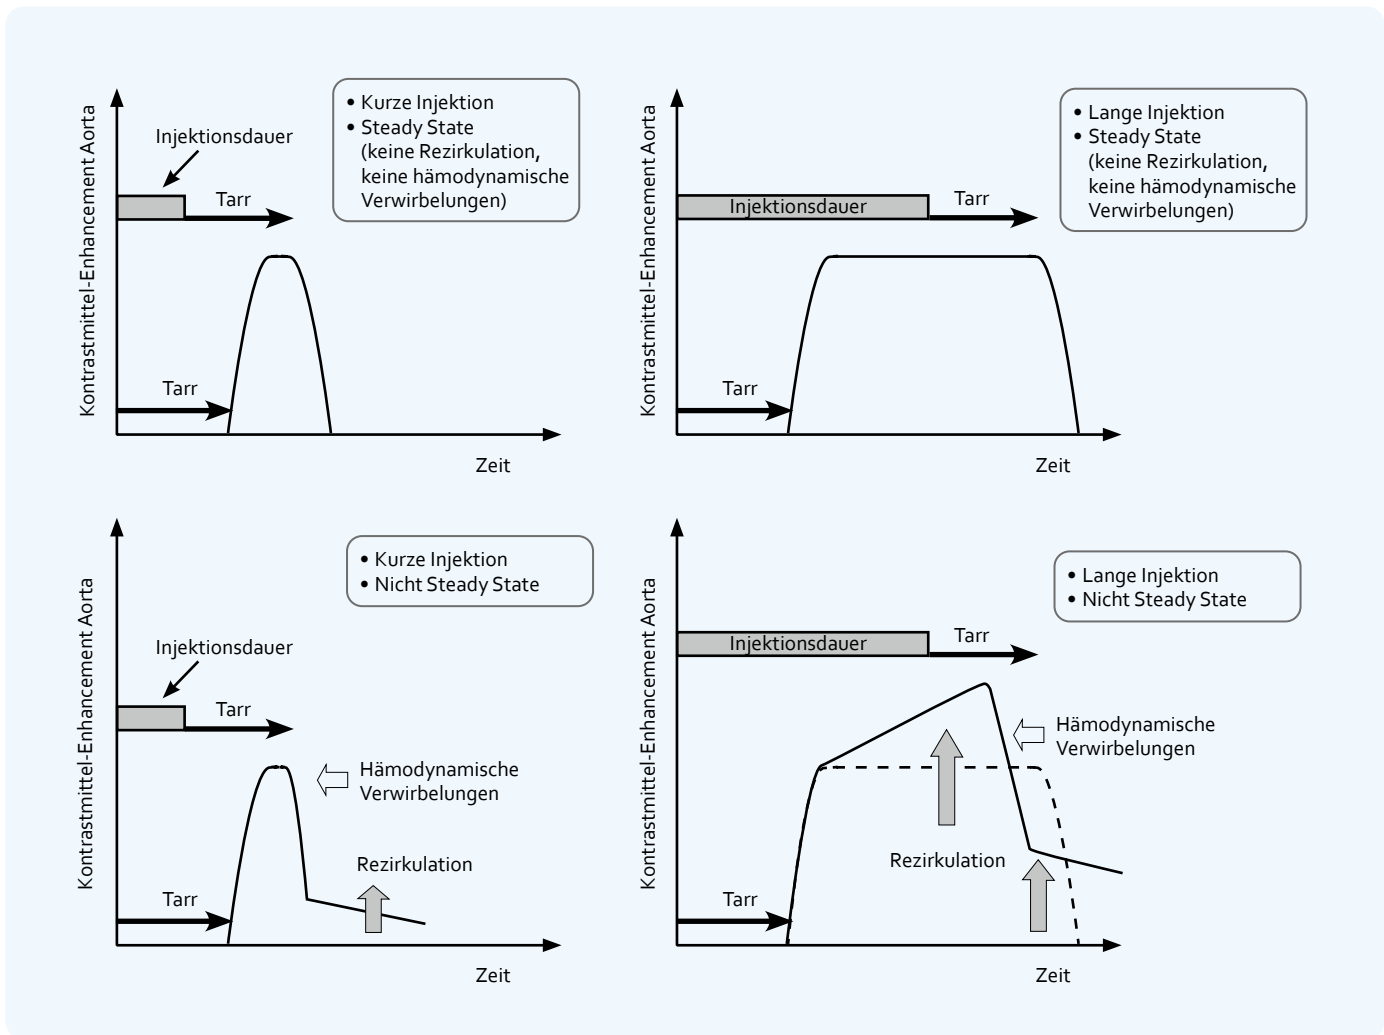 Kontrastmittel-Enhancement Aorta
Injektionsdauer
Tarr
• Kurze Injektion
• Steady State
(keine Rezirkulation,
keine hämodynamische
Verwirbelungen)
Tarr
Zeit
Kontrastmittel-Enhancement Aorta
Injektionsdauer
Tarr
• Lange Injektion
• Steady State
(keine Rezirkulation,
keine hämodynamische
Verwirbelungen)
Tarr
Zeit
Kontrastmittel-Enhancement Aorta
• Kurze Injektion
• Nicht Steady State
Injektionsdauer
Tarr
Hämodynamische
Verwirbelungen
Rezirkulation
Tarr
Zeit
Kontrastmittel-Enhancement Aorta
• Lange Injektion
• Nicht Steady State
Injektionsdauer
Tarr
Hämodynamische
Verwirbelungen
Rezirkulation
Tarr
Zeit